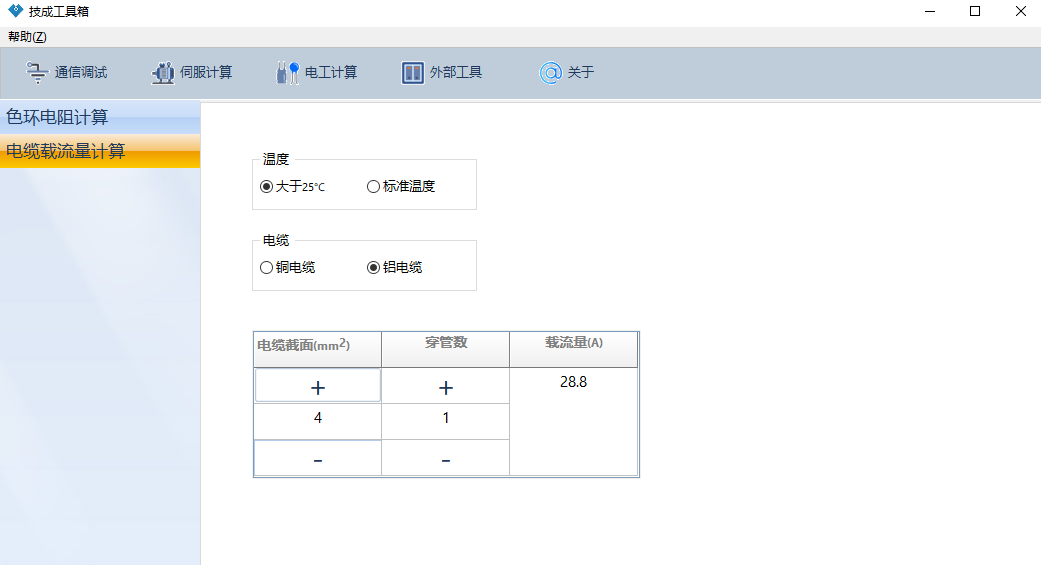 技成工具箱
帮助(Z)
通信调试 伺服计算 电工计算 外部工具 关于
色环电阻计算
电缆载流量计算
温度
大于25°C 标准温度
电缆
铜电缆 铝电缆
电缆截面(mm²) 穿管数 载流量(A)
+ + 28.8
4 1
- -